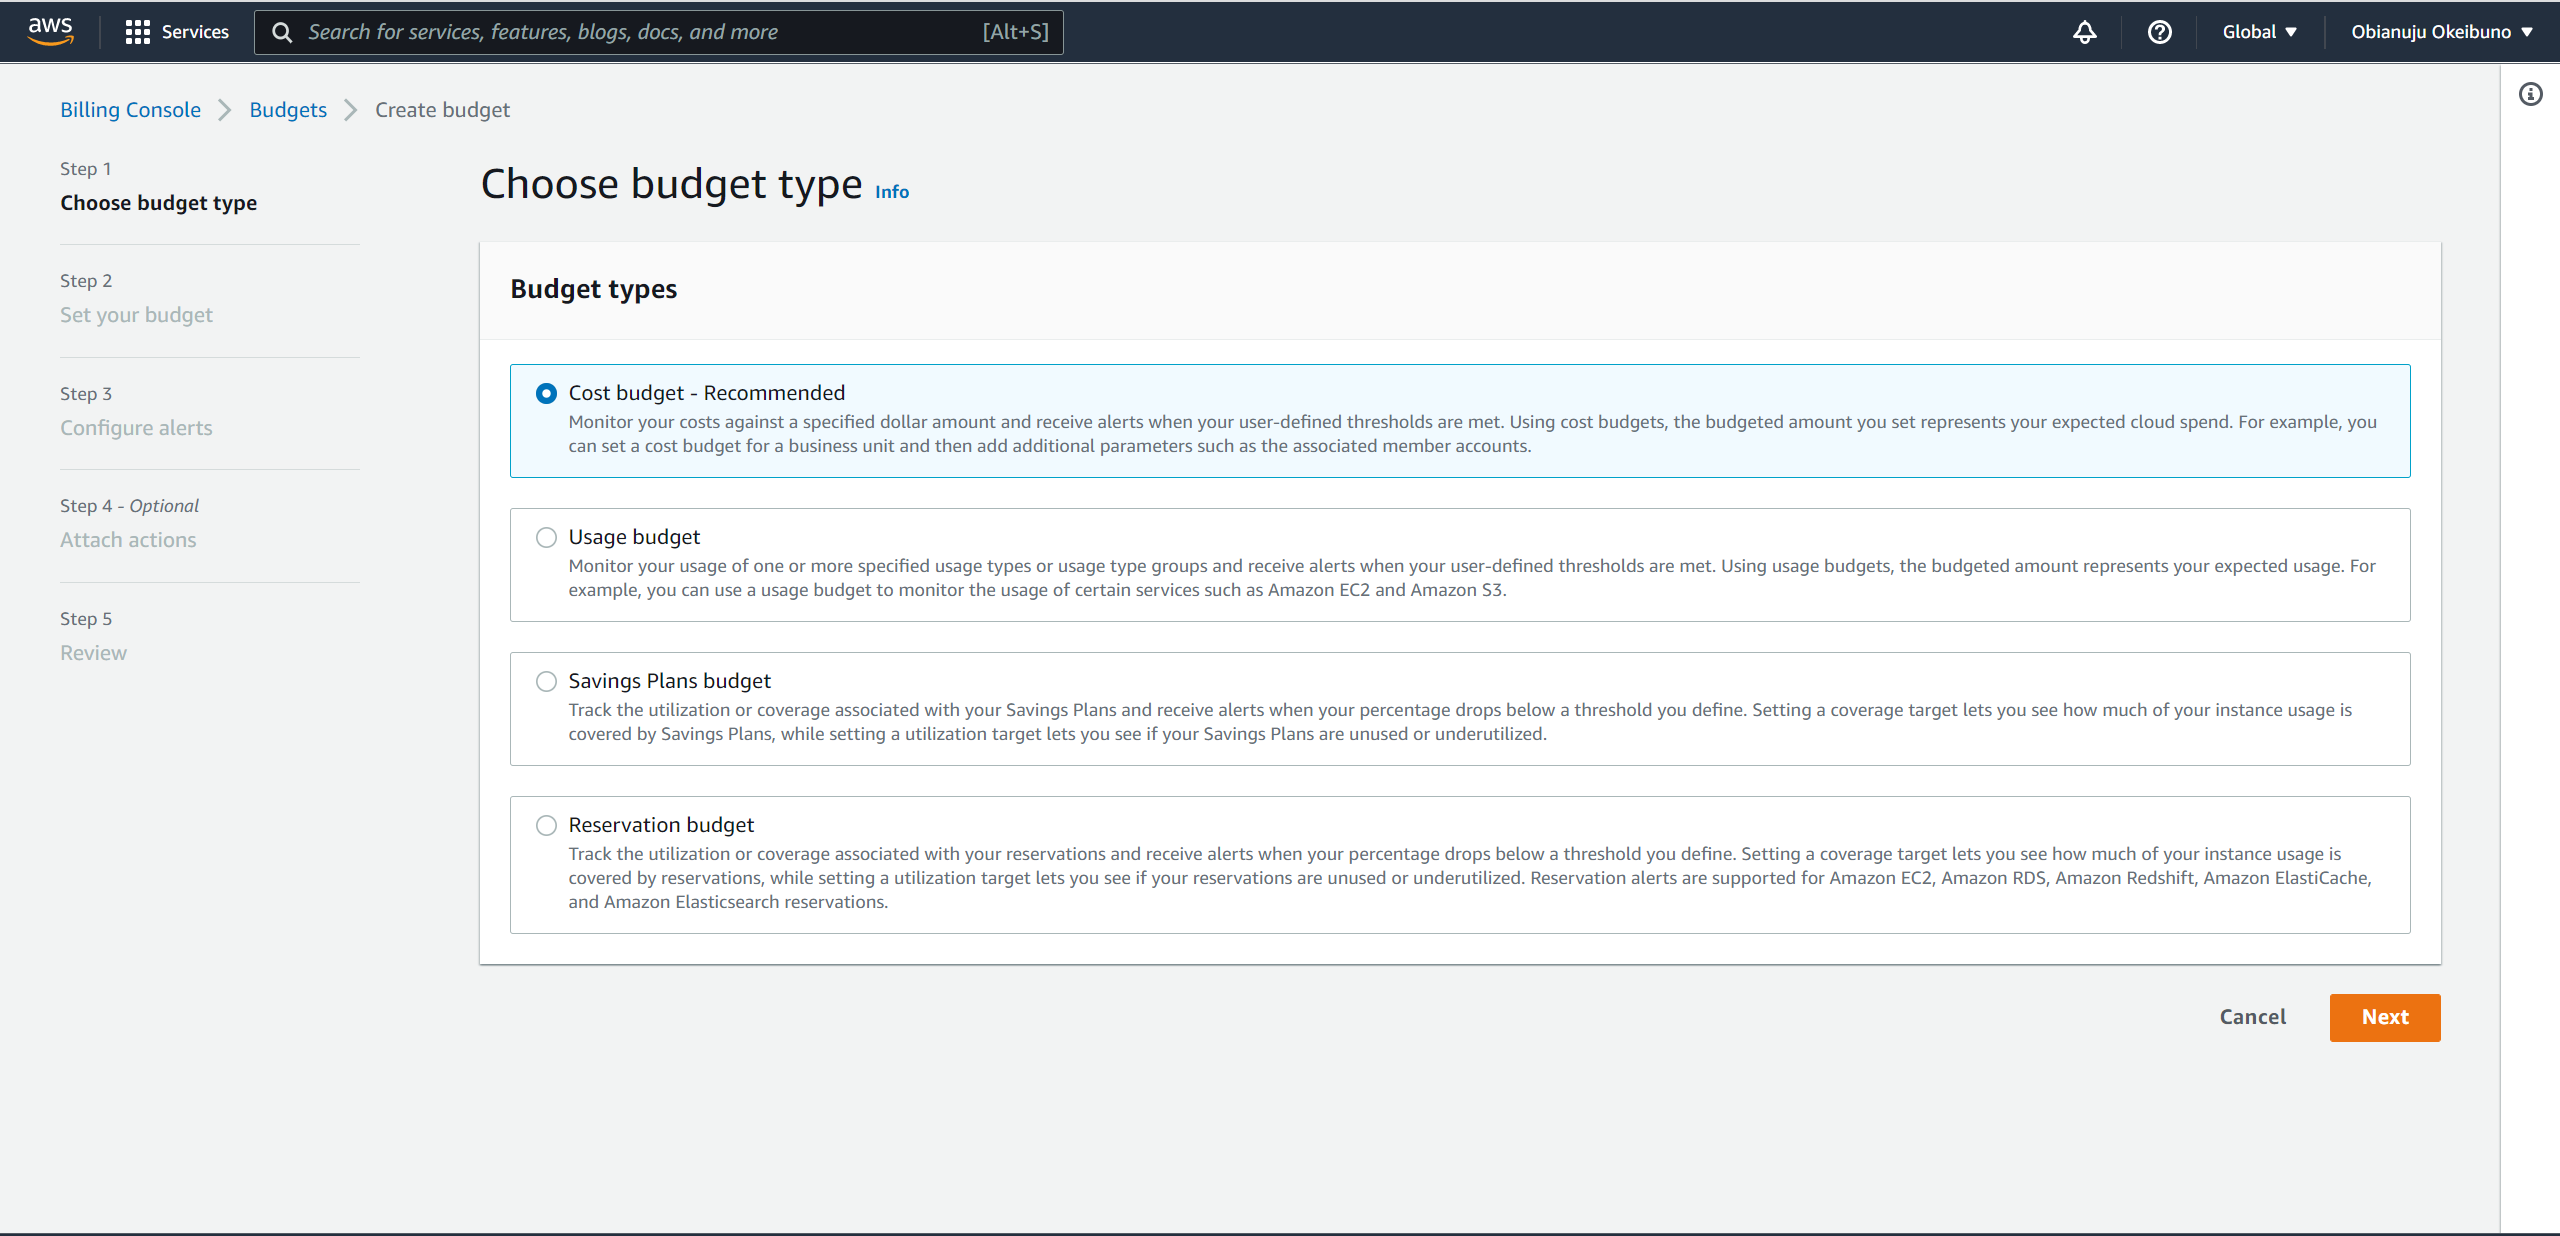 aws
Services
Search for services, features, blogs, docs, and more
[Alt+S]
Global
Obianuju Okeibuno
Billing Console
Budgets
Create budget
Step 1
Choose budget type
Step 2
Set your budget
Step 3
Configure alerts
Step 4 - Optional
Attach actions
Step 5
Review
Choose budget type Info
Budget types
Cost budget - Recommended
Monitor your costs against a specified dollar amount and receive alerts when your user-defined thresholds are met. Using cost budgets, the budgeted amount you set represents your expected cloud spend. For example, you
can set a cost budget for a business unit and then add additional parameters such as the associated member accounts.
Usage budget
Monitor your usage of one or more specified usage types or usage type groups and receive alerts when your user-defined thresholds are met. Using usage budgets, the budgeted amount represents your expected usage. For
example, you can use a usage budget to monitor the usage of certain services such as Amazon EC2 and Amazon S3.
Savings Plans budget
Track the utilization or coverage associated with your Savings Plans and receive alerts when your percentage drops below a threshold you define. Setting a coverage target lets you see how much of your instance usage is
covered by Savings Plans, while setting a utilization target lets you see if your Savings Plans are unused or underutilized.
Reservation budget
Track the utilization or coverage associated with your reservations and receive alerts when your percentage drops below a threshold you define. Setting a coverage target lets you see how much of your instance usage is
covered by reservations, while setting a utilization target lets you see if your reservations are unused or underutilized. Reservation alerts are supported for Amazon EC2, Amazon RDS, Amazon Redshift, Amazon ElastiCache,
and Amazon Elasticsearch reservations.
Cancel
Next